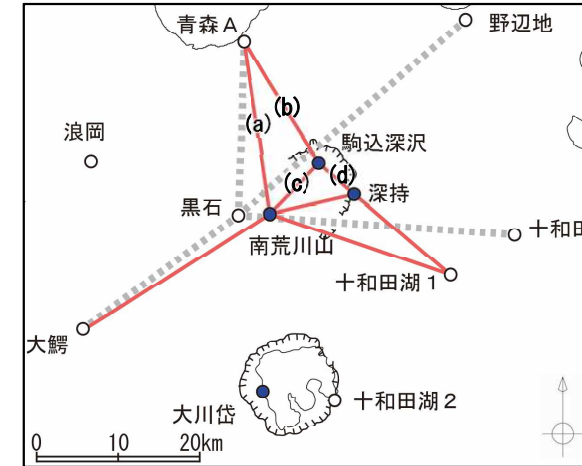 青森A
野辺地
(b)
(a)
浪岡
駒込深沢
(c)
(d)
深持
黒石
十和田
南荒川山
十和田湖1
大鰐
大川岱
十和田湖2
0 10 20km